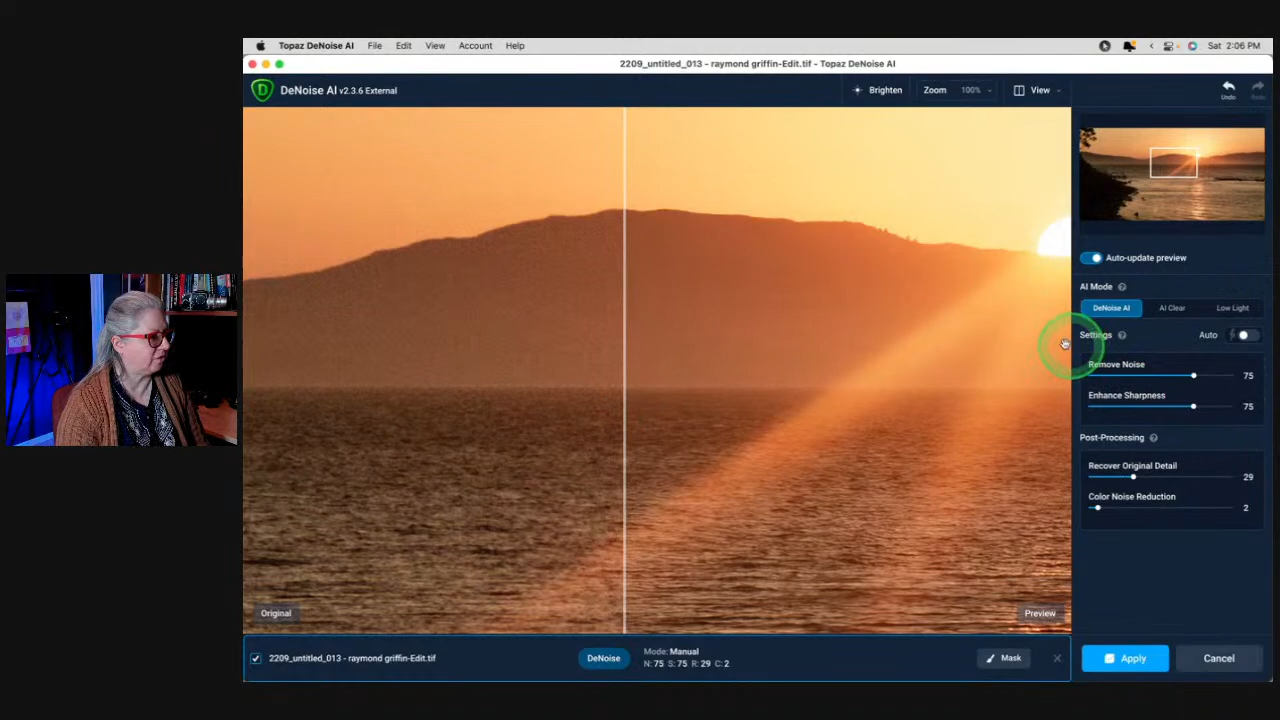 Topaz DeNoise AI File Edit View Account Help Sat 2:06 PM
2209_untitled_013 - raymond griffin-Edit.tif - Topaz DeNoise AI
DeNoise AI v2.3.6 External Brighten Zoom 100% View
Undo
Auto-update preview
AI Mode
DeNoise AI AI Clear Low Light
Settings Auto
Remove Noise
75
Enhance Sharpness
75
Post-Processing
Recover Original Detail
29
Color Noise Reduction
2
Original Preview
2209_untitled_013 - raymond griffin-Edit.tif DeNoise Mode: Manual
N: 75 S: 75 R: 29 C: 2
Mask
Apply Cancel